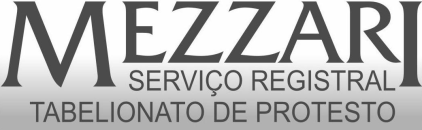 MEZZARI
SERVIÇO REGISTRAL
TABELIONATO DE PROTESTO